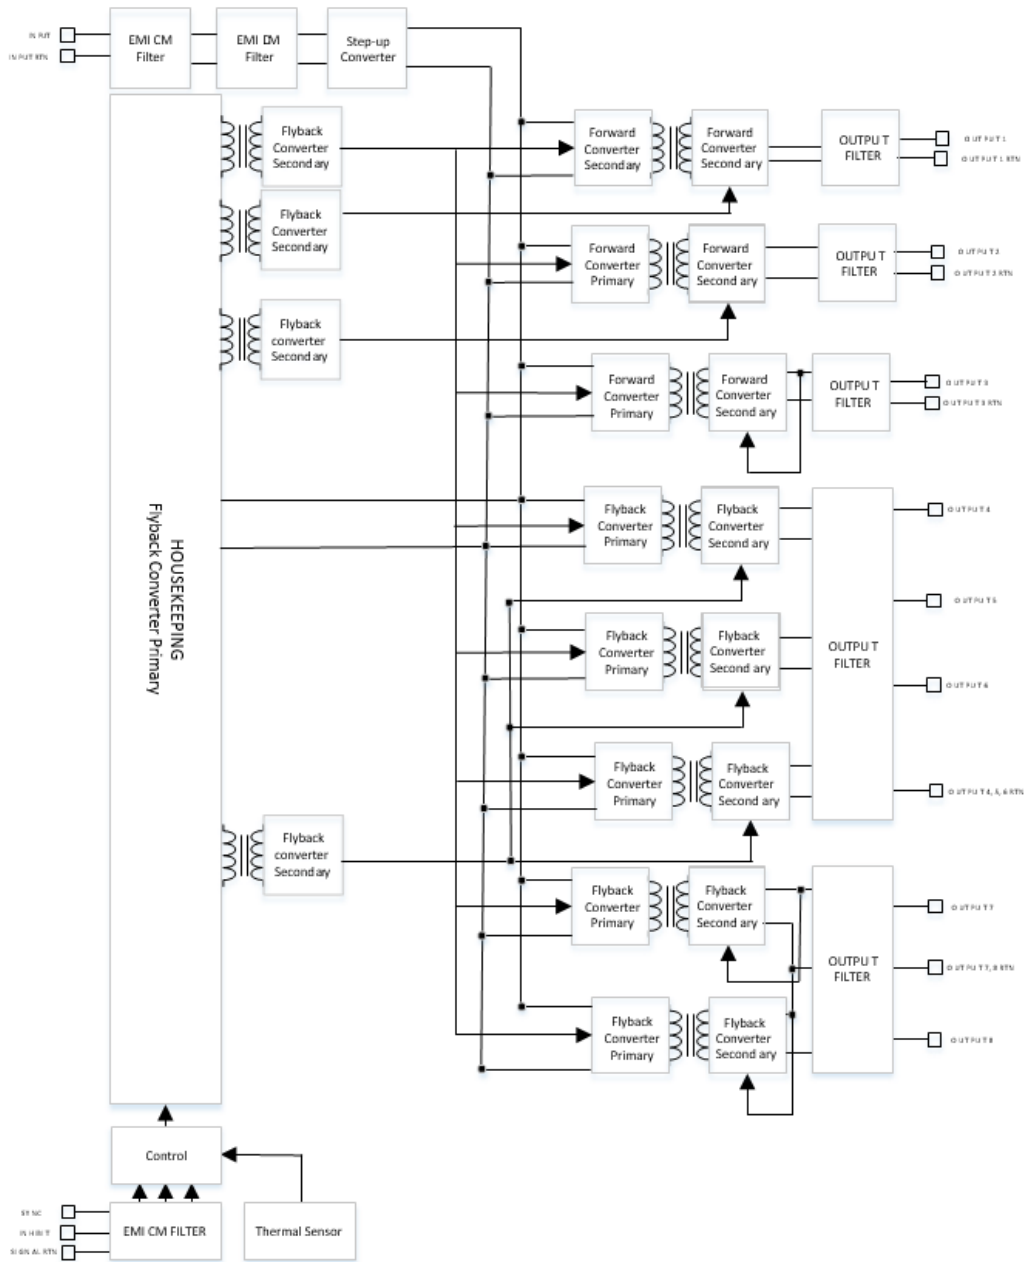 INPUT
INPUT RTN
EMI CM
Filter
EMI DM
Filter
Step-up
Converter
Flyback
Converter
Secondary
Flyback
Converter
Secondary
Flyback
converter
Secondary
Forward
Converter
Secondary
Forward
Converter
Secondary
OUTPUT
FILTER
OUTPUT 1
OUTPUT 1 RTN
Forward
Converter
Primary
Forward
Converter
Secondary
OUTPUT
FILTER
OUTPUT 2
OUTPUT 2 RTN
Forward
Converter
Primary
Forward
Converter
Secondary
OUTPUT
FILTER
OUTPUT 3
OUTPUT 3 RTN
HOUSEKEEPING
Flyback Converter Primary
Flyback
Converter
Primary
Flyback
Converter
Secondary
OUTPUT 4
Flyback
Converter
Primary
Flyback
Converter
Secondary
OUTPUT
FILTER
OUTPUT 5
OUTPUT 6
Flyback
Converter
Primary
Flyback
Converter
Secondary
OUTPUT 4, 5, 6 RTN
Flyback
converter
Secondary
Flyback
Converter
Primary
Flyback
Converter
Secondary
OUTPUT
FILTER
OUTPUT 7
OUTPUT 7, 8 RTN
Flyback
Converter
Primary
Flyback
Converter
Secondary
OUTPUT 8
Control
SYNC
INHINIT
SIGNAL RTN
EMI CM FILTER
Thermal Sensor